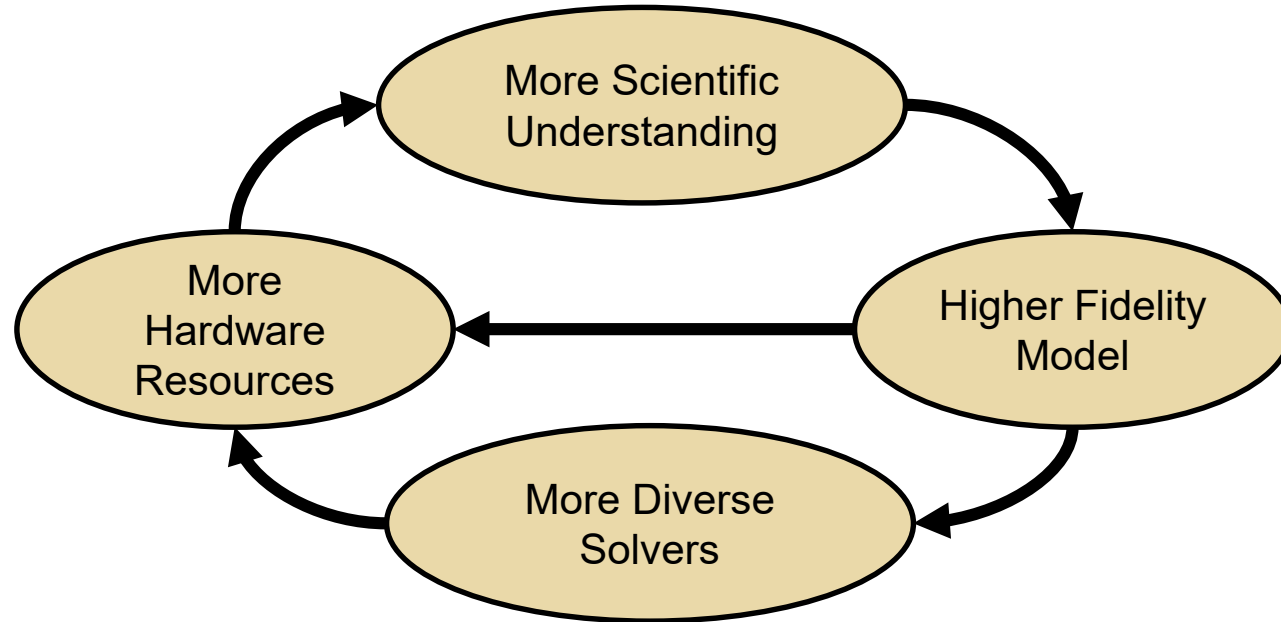 More Scientific
Understanding
More
Hardware
Resources
Higher Fidelity
Model
More Diverse
Solvers